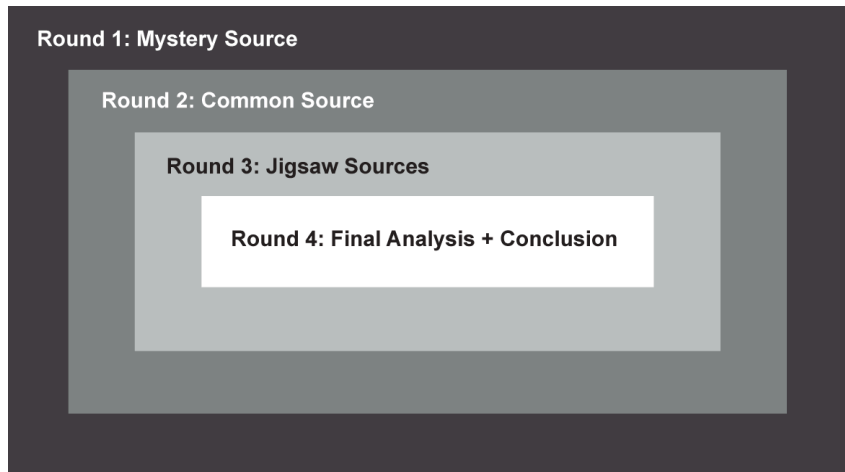 Round 1: Mystery Source
Round 2: Common Source
Round 3: Jigsaw Sources
Round 4: Final Analysis + Conclusion